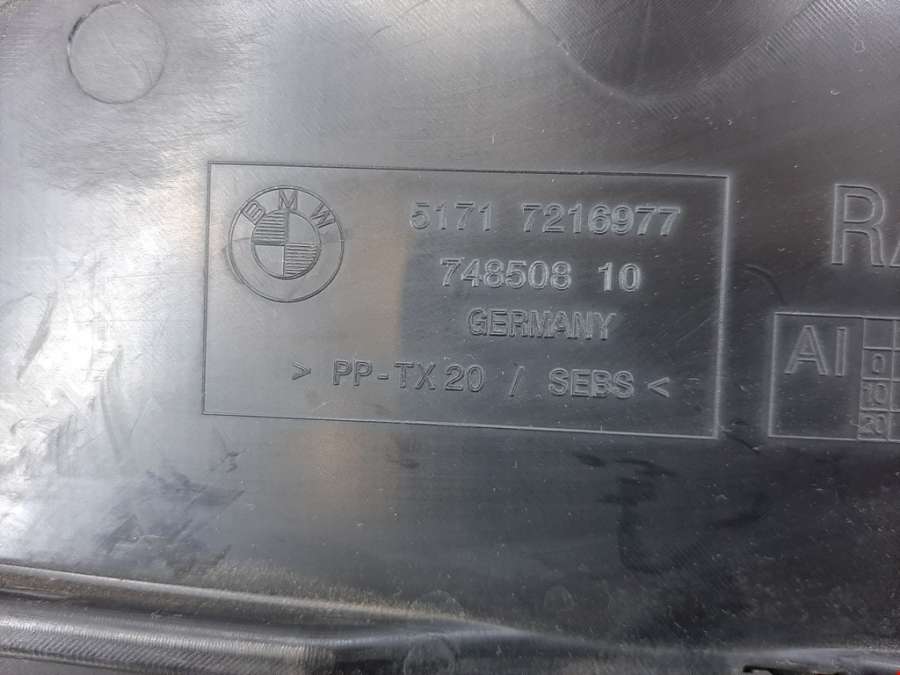 BMW
5171 7216977
748508 10
GERMANY
> PP-TX20 / SEBS <
AI
0
10
20